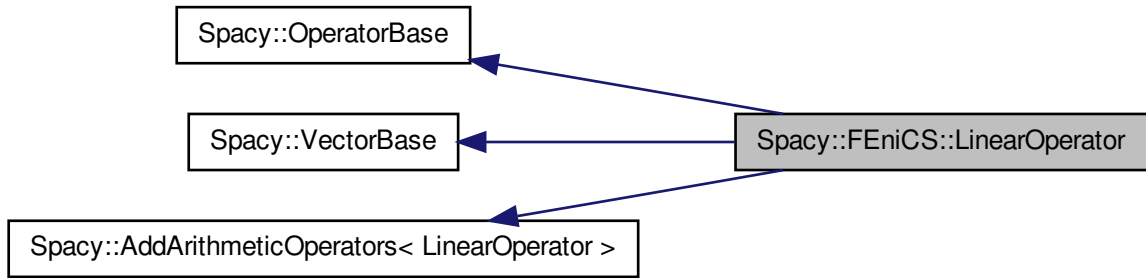 Spacy::OperatorBase
Spacy::VectorBase
Spacy::FEniCS::LinearOperator
Spacy::AddArithmeticOperators< LinearOperator >